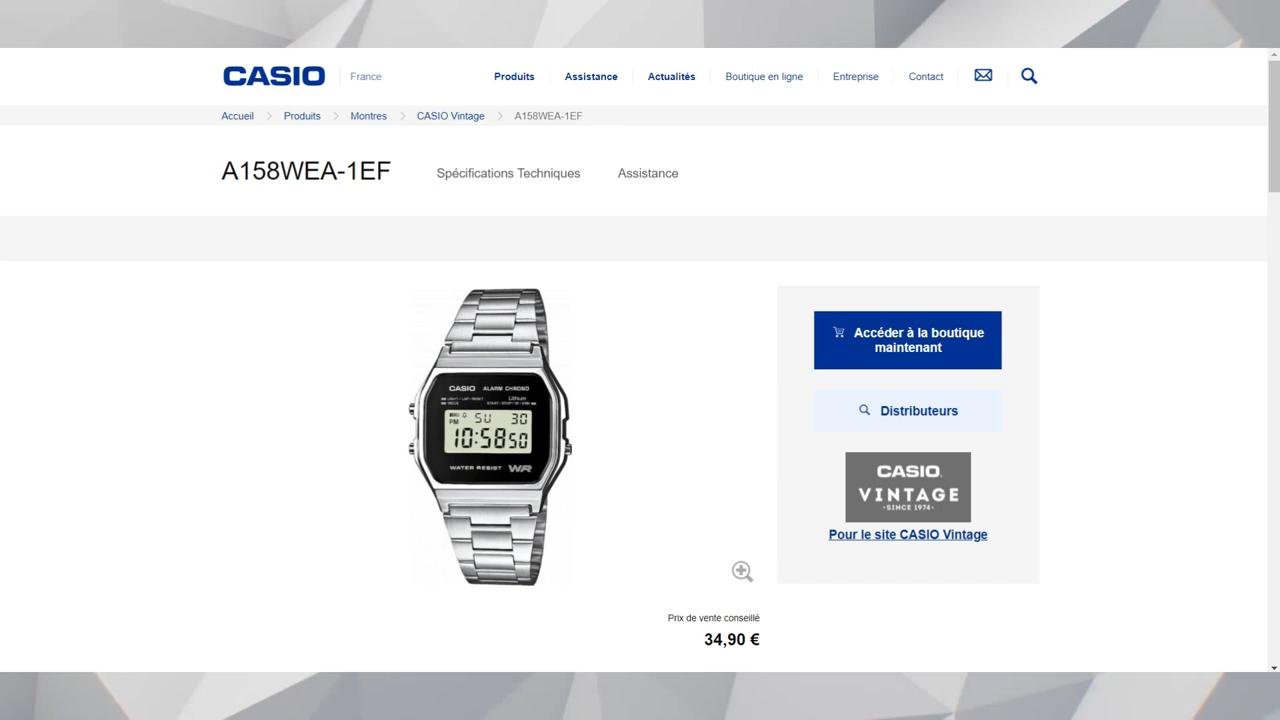 CASIO France Produits Assistance Actualités Boutique en ligne Entreprise Contact
Accueil Produits Montres CASIO Vintage A158WEA-1EF
A158WEA-1EF Spécifications Techniques Assistance
CASIO ALARM CHRONO
Lithium
SU 30
PM
10:58 50
WATER RESIST WR
Accéder à la boutique
maintenant
Distributeurs
CASIO
VINTAGE
SINCE 1974
Pour le site CASIO Vintage
Prix de vente conseillé
34,90 €